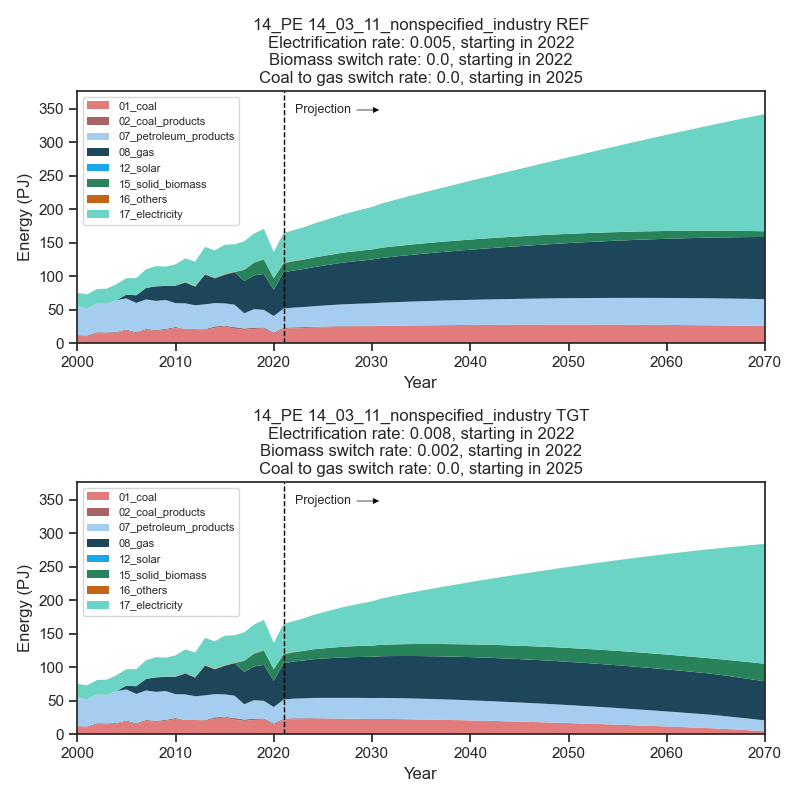 14_PE 14_03_11_nonspecified_industry REF
Electrification rate: 0.005, starting in 2022
Biomass switch rate: 0.0, starting in 2022
Coal to gas switch rate: 0.0, starting in 2025
350
300
250
200
150
100
50
0
Energy (PJ)
01_coal
02_coal_products
07_petroleum_products
08_gas
12_solar
15_solid_biomass
16_others
17_electricity
Projection
2000 2010 2020 2030 2040 2050 2060 2070
Year
14_PE 14_03_11_nonspecified_industry TGT
Electrification rate: 0.008, starting in 2022
Biomass switch rate: 0.002, starting in 2022
Coal to gas switch rate: 0.0, starting in 2025
350
300
250
200
150
100
50
0
Energy (PJ)
01_coal
02_coal_products
07_petroleum_products
08_gas
12_solar
15_solid_biomass
16_others
17_electricity
Projection
2000 2010 2020 2030 2040 2050 2060 2070
Year